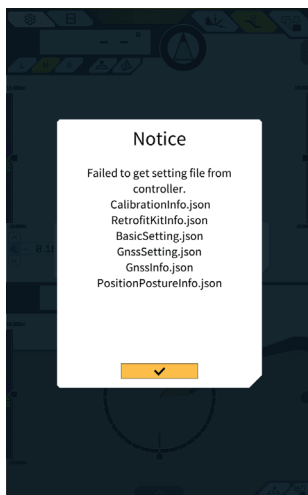 Notice
Failed to get setting file from
controller.
CalibrationInfo.json
RetrofitKitInfo.json
BasicSetting.json
GnssSetting.json
GnssInfo.json
PositionPostureInfo.json